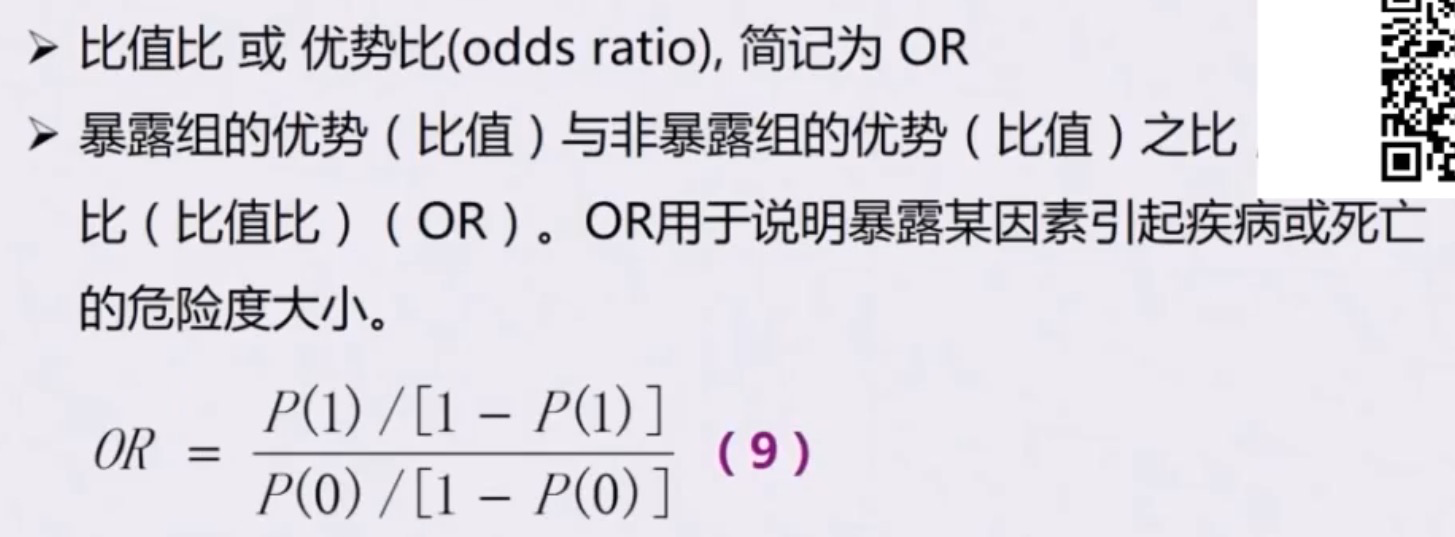 ➢ 比值比 或 优势比(odds ratio), 简记为 OR
➢ 暴露组的优势（比值）与非暴露组的优势（比值）之比
比（比值比）（OR）。OR用于说明暴露某因素引起疾病或死亡
的危险度大小。
OR = P(1)/[1 − P(1)] / P(0)/[1 − P(0)] （9）